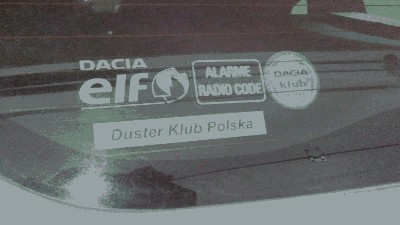 DACIA
elf
ALARME
RADIO CODE
DACIA
klub
Duster Klub Polska